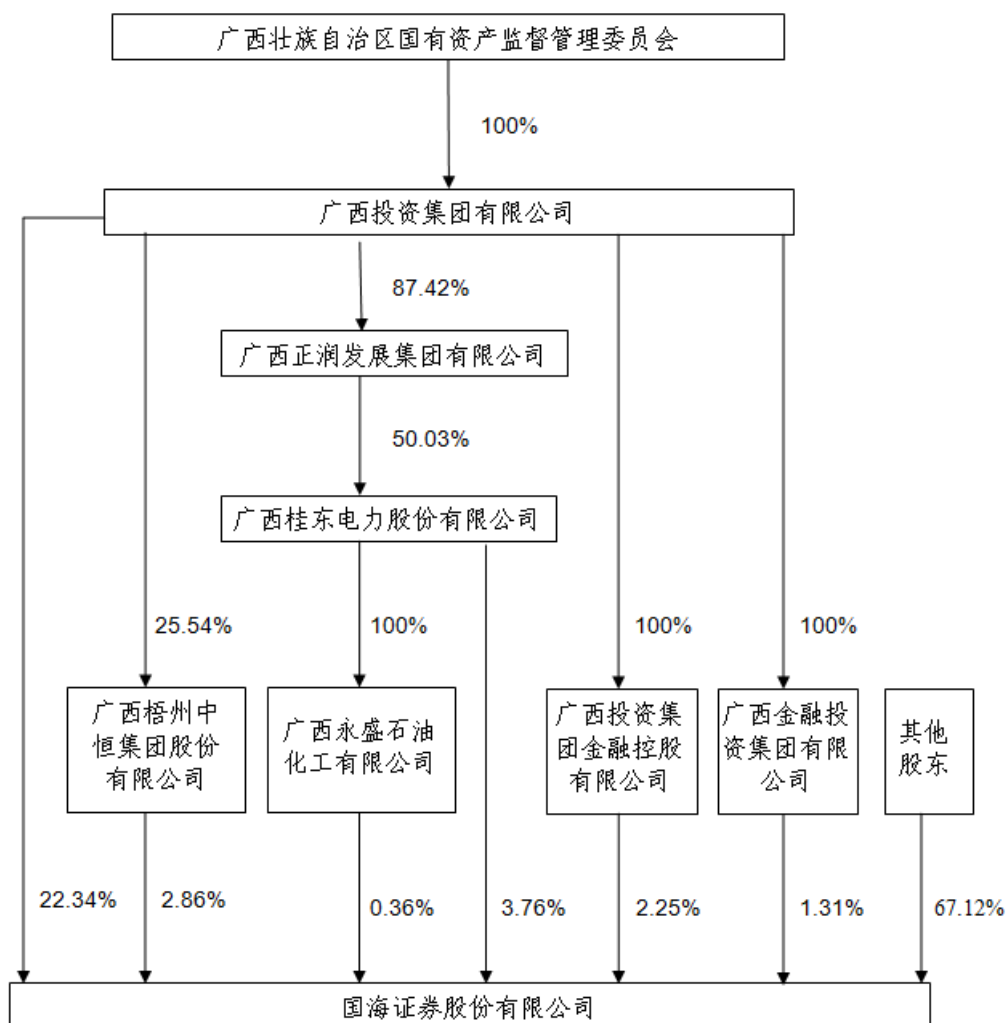 广西壮族自治区国有资产监督管理委员会
100%
广西投资集团有限公司
87.42%
广西正润发展集团有限公司
50.03%
广西桂东电力股份有限公司
25.54%
100%
100%
100%
广西梧州中
恒集团股份
有限公司
广西永盛石油
化工有限公司
广西投资集
团金融控股
有限公司
广西金融投
资集团有限
公司
其他
股东
22.34%
2.86%
0.36%
3.76%
2.25%
1.31%
67.12%
国海证券股份有限公司